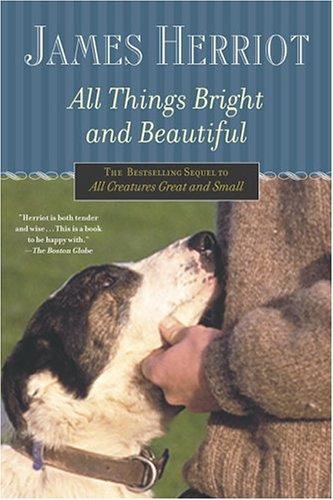 JAMES HERRIOT
All Things Bright
and Beautiful
THE BESTSELLING SEQUEL TO
All Creatures Great and Small
"Herriot is both tender
and wise...This is a book
to be happy with."
—The Boston Globe